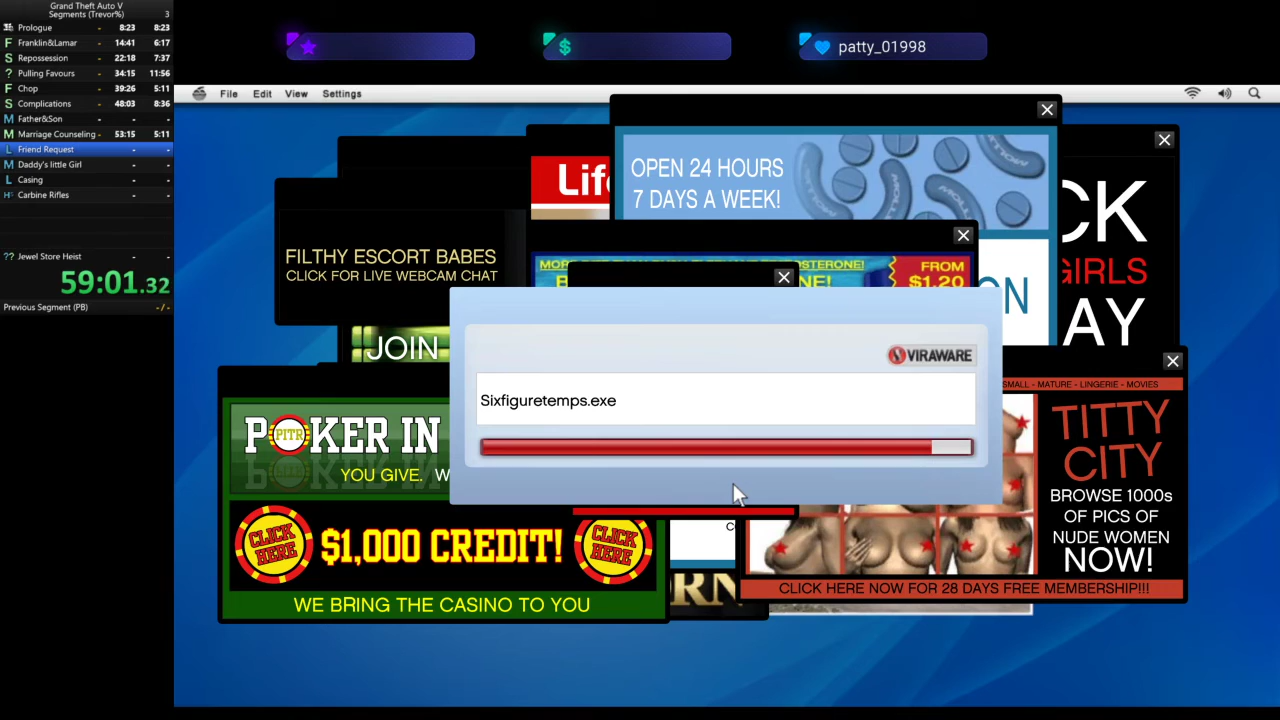 Grand Theft Auto V
Segments (Trevor%) 3
Prologue - 8:23 8:23
Franklin&Lamar - 14:41 6:17
Repossession - 22:18 7:37
Pulling Favours - 34:15 11:56
Chop - 39:26 5:11
Complications - 48:03 8:36
Father&Son - -
Marriage Counseling - 53:15 5:11
Friend Request - -
Daddy's little Girl - -
Casing - -
Carbine Rifles - -
?? Jewel Store Heist - -
59:01.32
Previous Segment (PB) -/-
patty_01998
File Edit View Settings
OPEN 24 HOURS
7 DAYS A WEEK!
FILTHY ESCORT BABES
CLICK FOR LIVE WEBCAM CHAT
FROM
$1.20
CK
GIRLS
AY
ON
JOIN
VIRAWARE
Sixfiguretemps.exe
POKER IN
PITR
YOU GIVE. W
CLICK HERE
$1,000 CREDIT!
CLICK HERE
WE BRING THE CASINO TO YOU
RN
SMALL - MATURE - LINGERIE - MOVIES
TITTY
CITY
BROWSE 1000s
OF PICS OF
NUDE WOMEN
NOW!
CLICK HERE NOW FOR 28 DAYS FREE MEMBERSHIP!!!